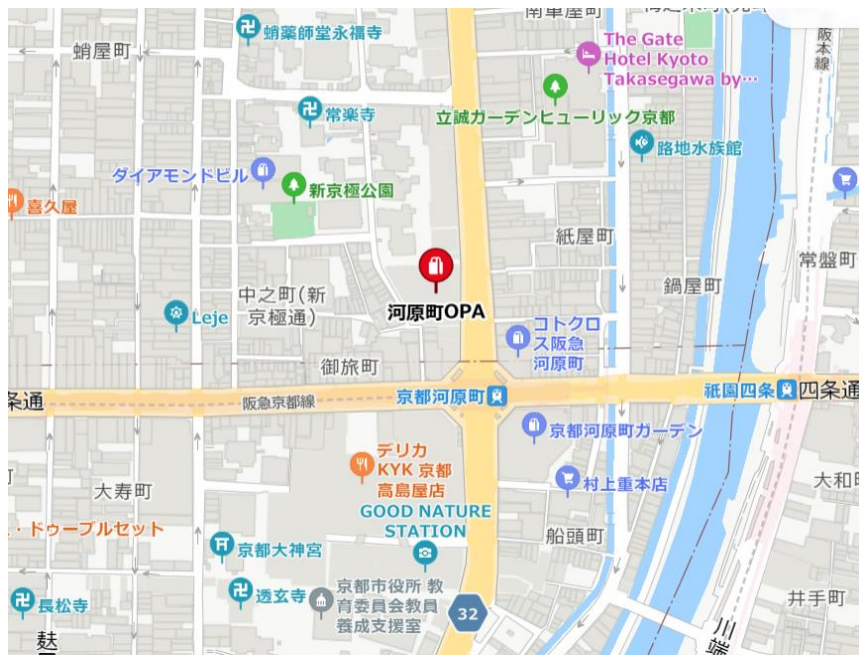 蛸屋町
蛸薬師堂永福寺
南車屋町
The Gate
Hotel Kyoto
Takasegawa by…
阪本線
常楽寺
立誠ガーデンヒューリック京都
路地水族館
ダイアモンドビル
新京極公園
喜久屋
紙屋町
常盤町
中之町(新
京極通)
鍋屋町
河原町OPA
Leje
コトクロ
ス阪急
河原町
御旅町
条通
阪急京都線
京都河原町
祇園四条
四条通
京都河原町ガーデン
デリカ
KYK 京都
高島屋店
大寿町
村上重本店
大和
GOOD NATURE
STATION
・ドゥーブルセット
船頭町
京都大神宮
透玄寺
京都市役所 教
育委員会教員
養成支援室
長松寺
32
井手町
川端